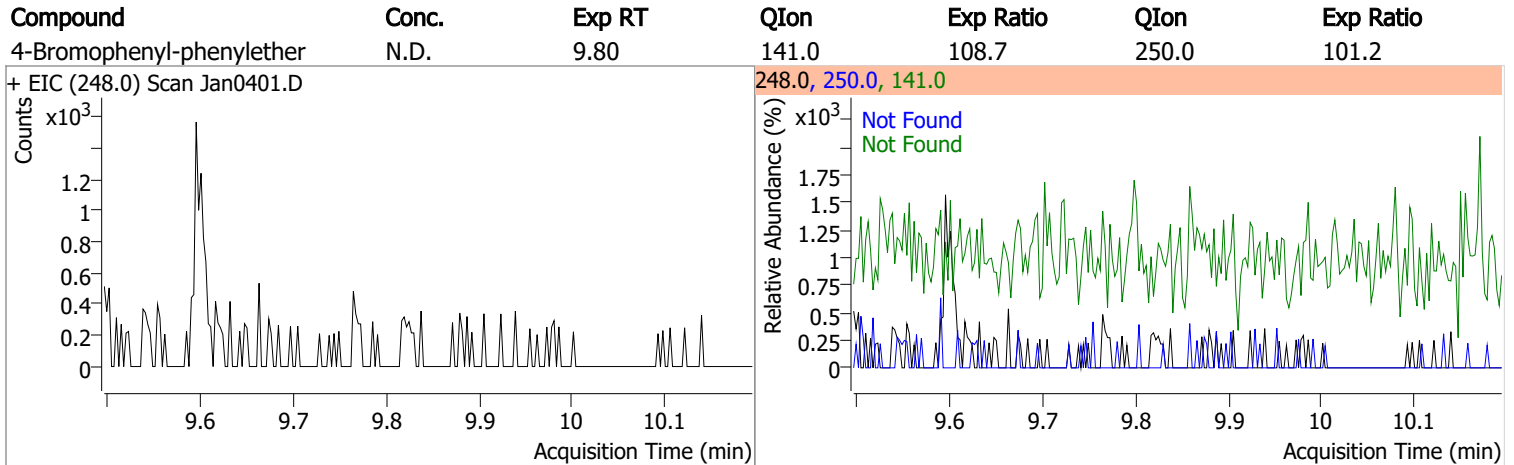 Compound Conc. Exp RT QIon Exp Ratio QIon Exp Ratio
4-Bromophenyl-phenylether N.D. 9.80 141.0 108.7 250.0 101.2
+ EIC (248.0) Scan Jan0401.D
Counts
x10³
1.2
1
0.8
0.6
0.4
0.2
0
9.6 9.7 9.8 9.9 10 10.1
Acquisition Time (min)
248.0, 250.0, 141.0
Relative Abundance (%)
x10³
Not Found
Not Found
1.75
1.5
1.25
1
0.75
0.5
0.25
0
9.6 9.7 9.8 9.9 10 10.1
Acquisition Time (min)